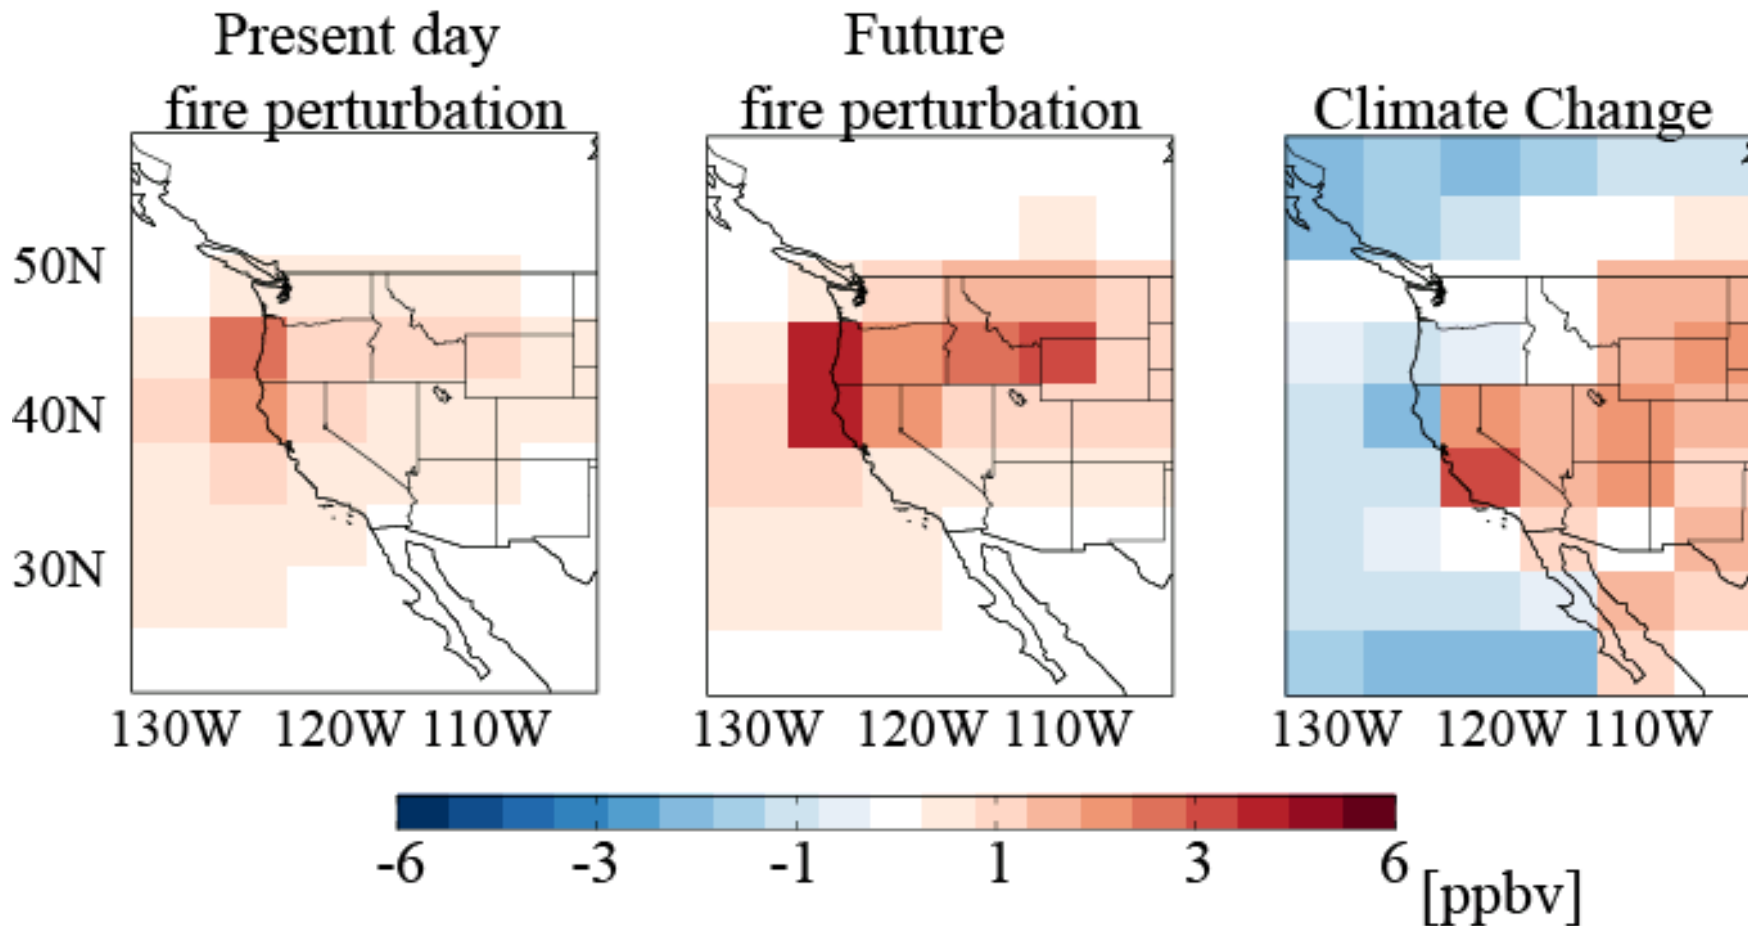 Present day
fire perturbation
Future
fire perturbation
Climate Change
50N
40N
30N
130W 120W 110W
130W 120W 110W
130W 120W 110W
-6 -3 -1 1 3 6
[ppbv]